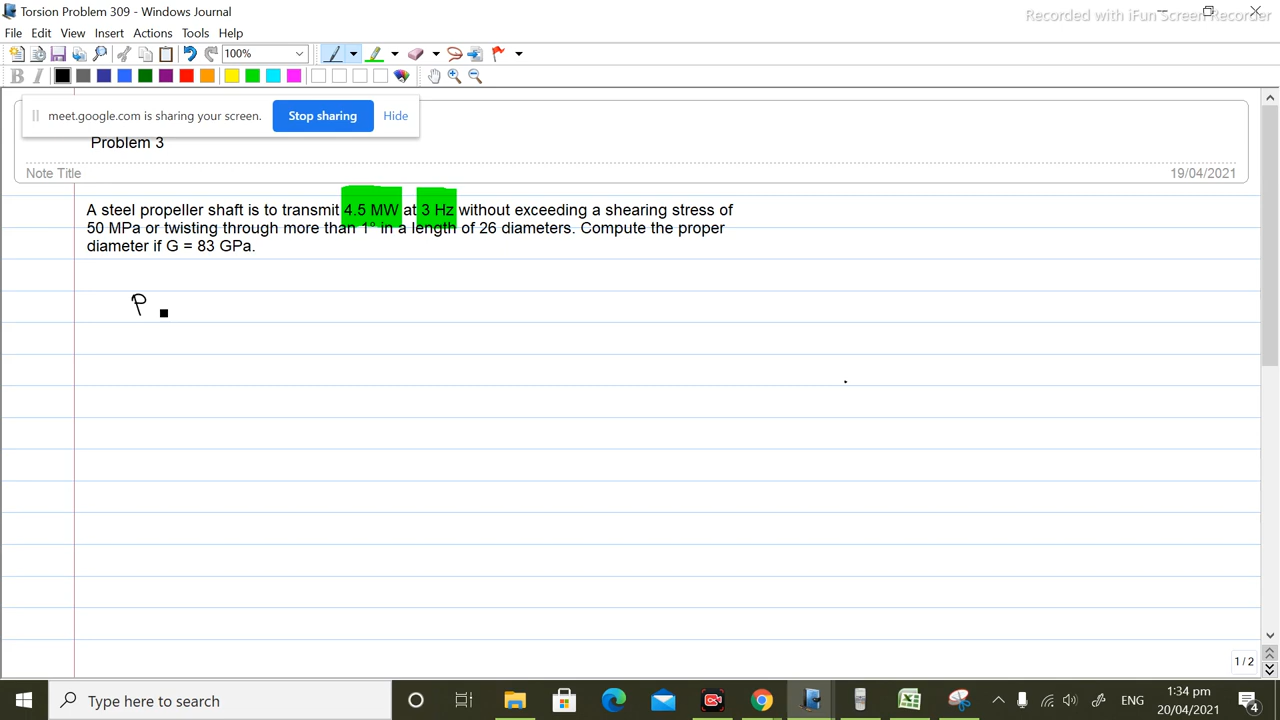 Torsion Problem 309 - Windows Journal
Recorded with iFun Screen Recorder
File Edit View Insert Actions Tools Help
100%
B I
meet.google.com is sharing your screen. Stop sharing Hide
Problem 3
Note Title 19/04/2021
A steel propeller shaft is to transmit 4.5 MW at 3 Hz without exceeding a shearing stress of
50 MPa or twisting through more than 1° in a length of 26 diameters. Compute the proper
diameter if G = 83 GPa.
P
1 / 2
Type here to search
ENG
1:34 pm
20/04/2021
4